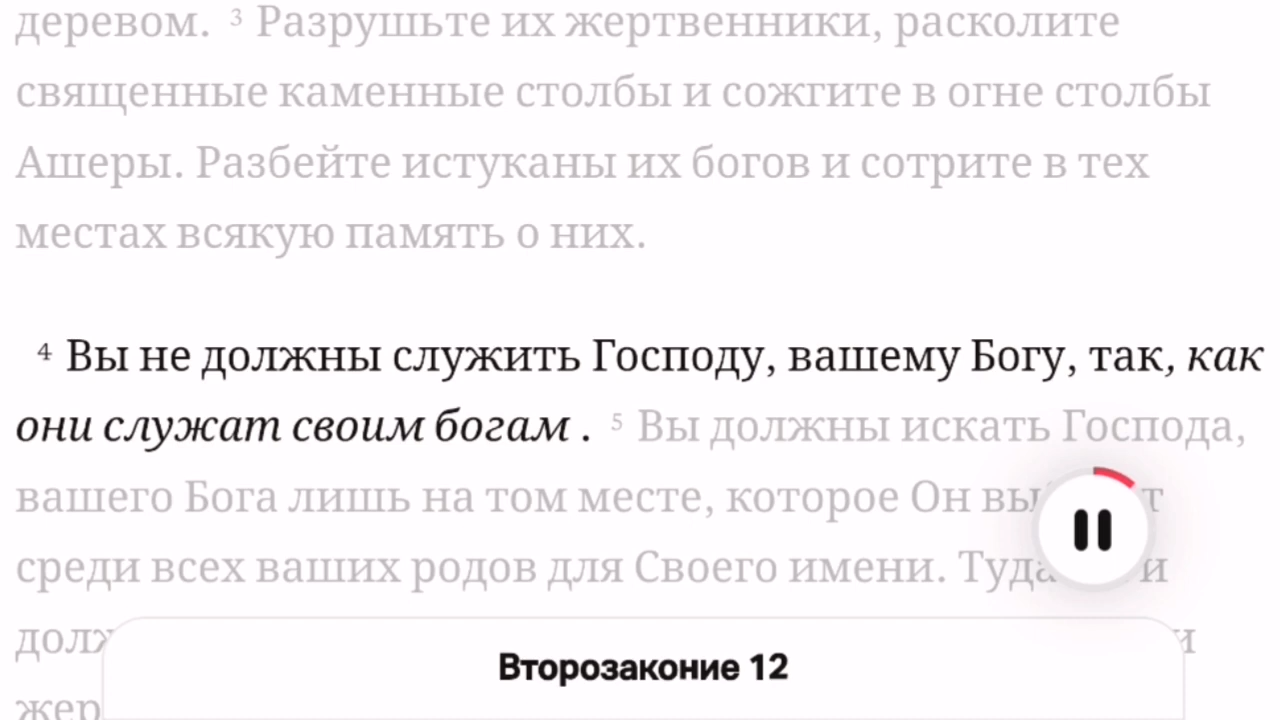 деревом. 3 Разрушьте их жертвенники, расколите
священные каменные столбы и сожгите в огне столбы
Ашеры. Разбейте истуканы их богов и сотрите в тех
местах всякую память о них.
4 Вы не должны служить Господу, вашему Богу, так, как
они служат своим богам . 5 Вы должны искать Господа,
вашего Бога лишь на том месте, которое Он
среди всех ваших родов для Своего имени.
Второзаконие 12